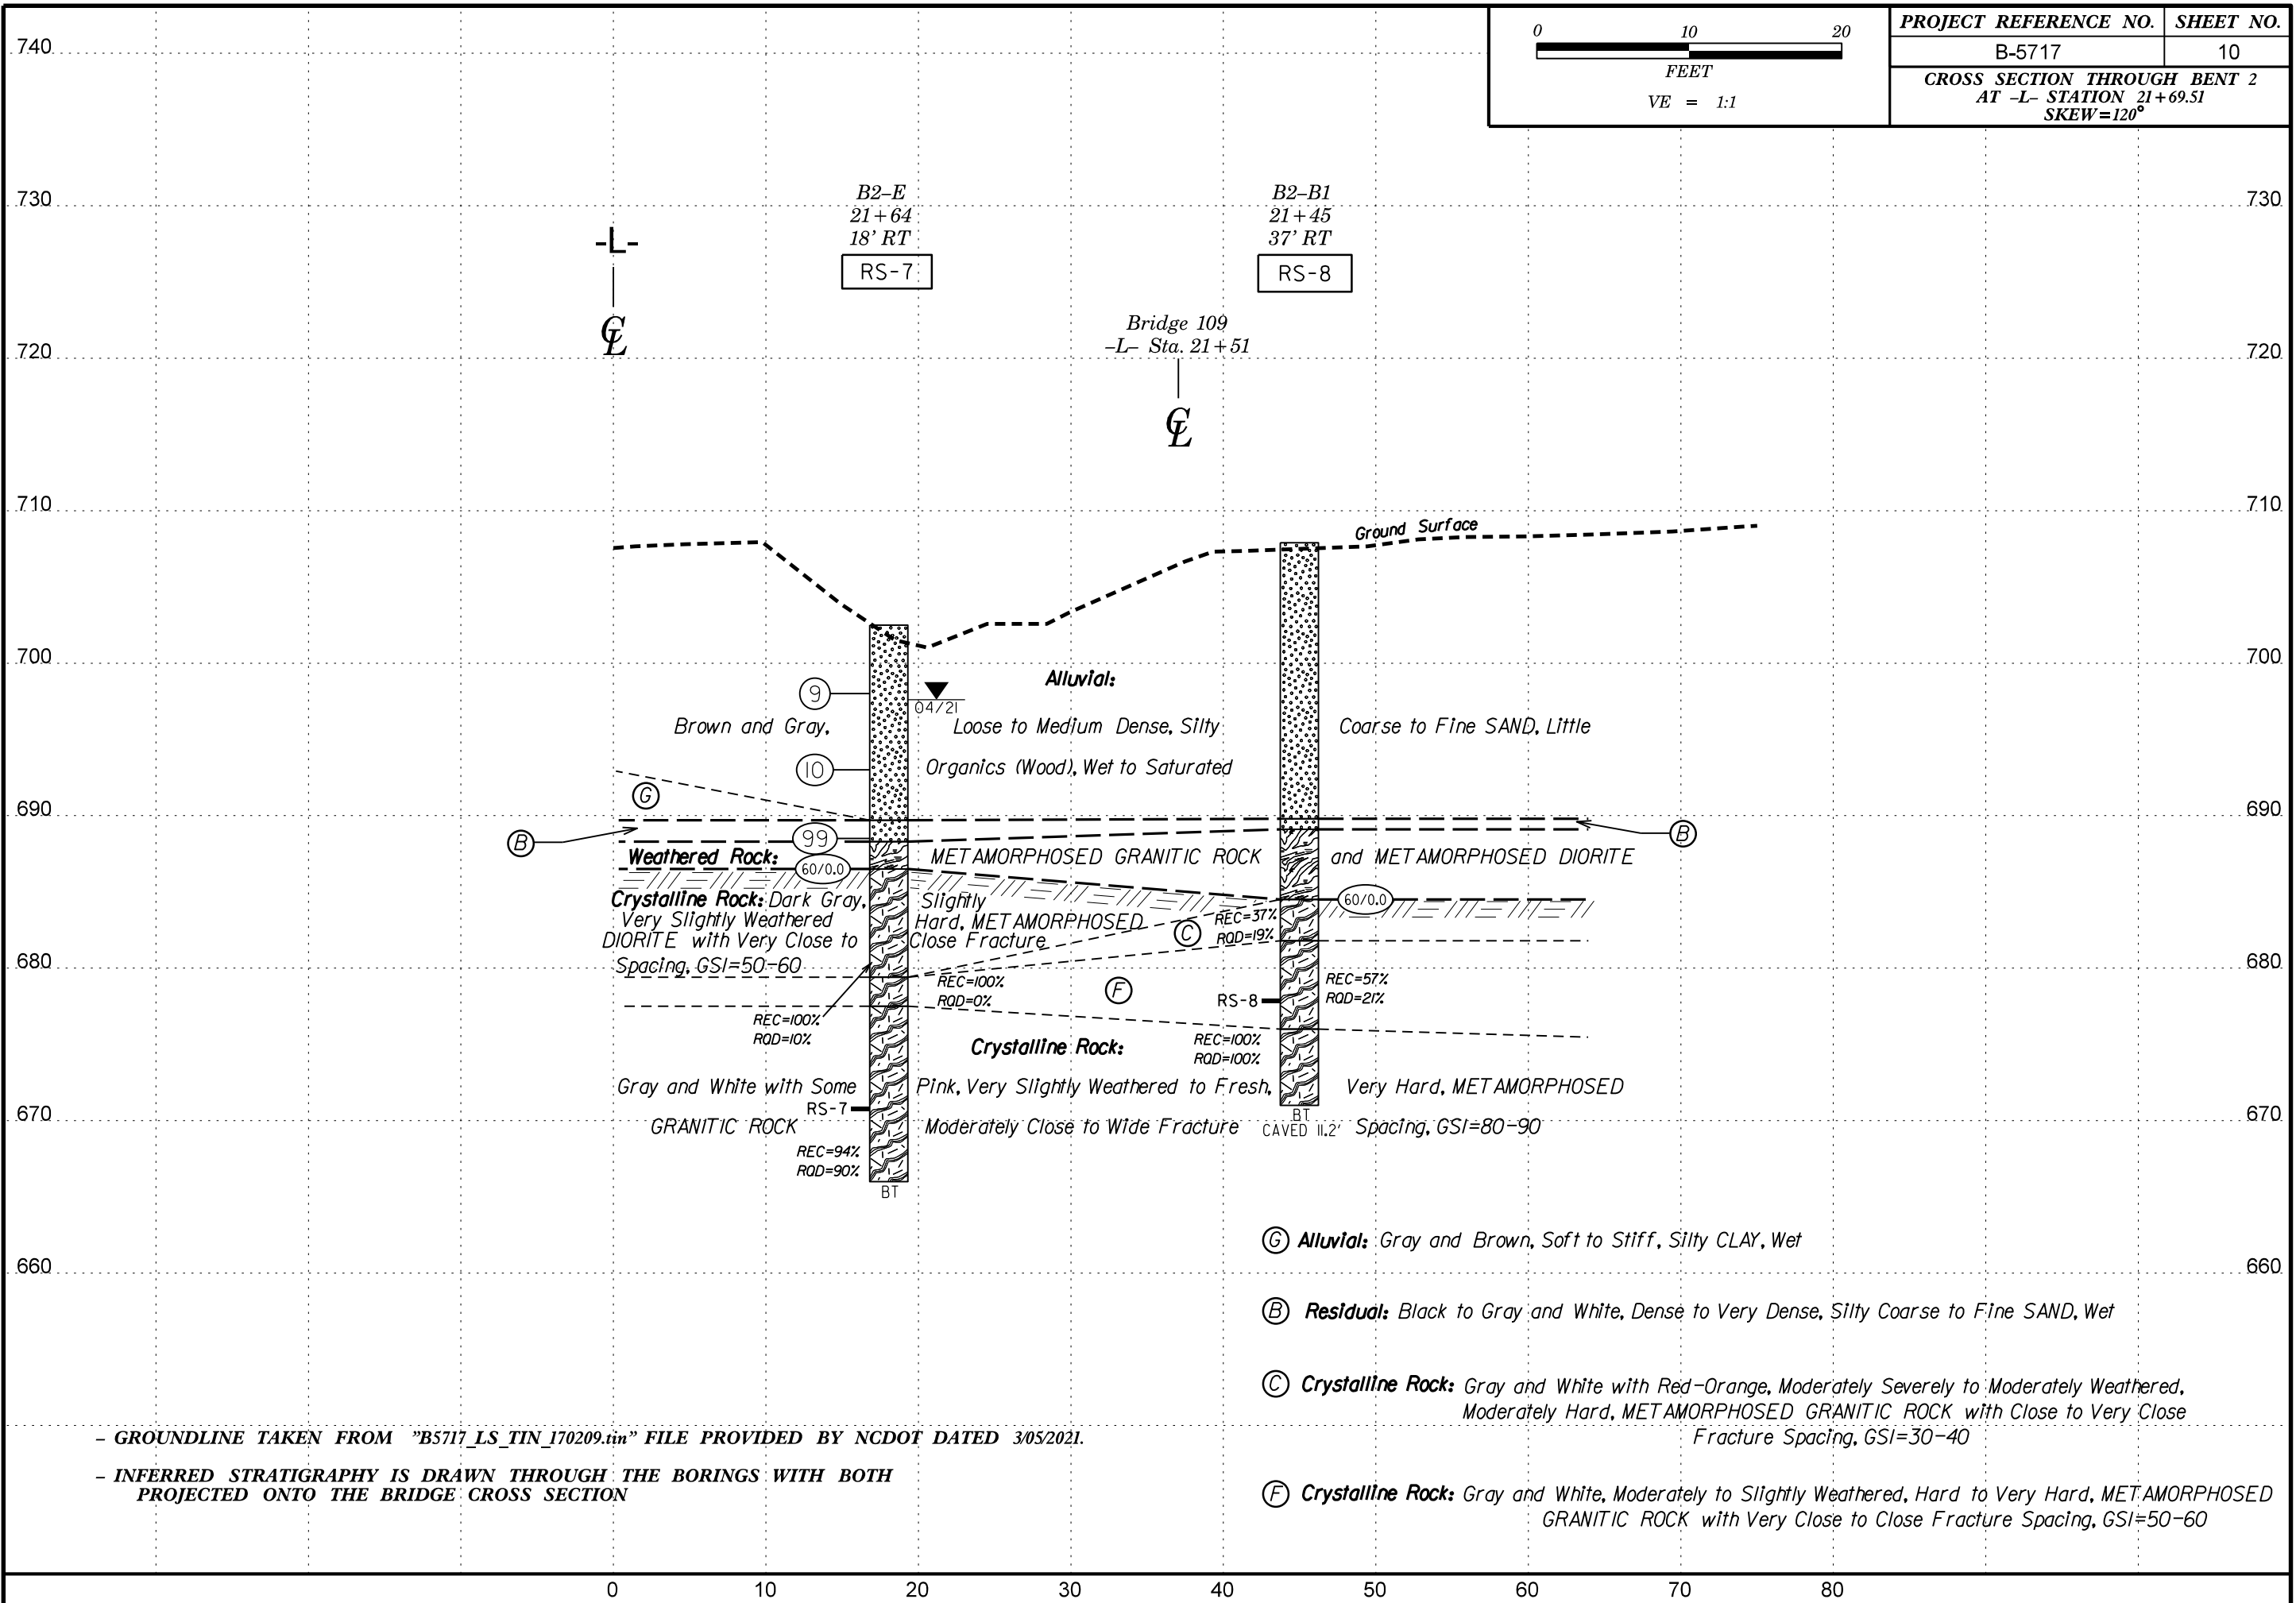 0 10 20
FEET
VE = 1:1
PROJECT REFERENCE NO. SHEET NO.
B-5717 10
CROSS SECTION THROUGH BENT 2
AT -L- STATION 21+69.51
SKEW=120°
740
730 730
720 720
710 710
700 700
690 690
680 680
670 670
660 660
-L-
CL
B2-E
21+64
18' RT
RS-7
B2-B1
21+45
37' RT
RS-8
Bridge 109
-L- Sta. 21+51
CL
Ground Surface
9
04/21
Alluvial:
Brown and Gray, Loose to Medium Dense, Silty Coarse to Fine SAND, Little
10 Organics (Wood), Wet to Saturated
G
B 99 B
Weathered Rock: METAMORPHOSED GRANITIC ROCK and METAMORPHOSED DIORITE
60/0.0
60/0.0
Crystalline Rock: Dark Gray, Slightly
Very Slightly Weathered Hard, METAMORPHOSED
DIORITE with Very Close to Close Fracture
Spacing, GSI=50-60
C
REC=37%
RQD=19%
REC=100%
RQD=0%
F
RS-8
REC=57%
RQD=21%
REC=100%
RQD=10%
Crystalline Rock:
REC=100%
RQD=100%
Gray and White with Some Pink, Very Slightly Weathered to Fresh, Very Hard, METAMORPHOSED
RS-7
GRANITIC ROCK Moderately Close to Wide Fracture Spacing, GSI=80-90
BT
CAVED 11.2'
REC=94%
RQD=90%
BT
G Alluvial: Gray and Brown, Soft to Stiff, Silty CLAY, Wet
B Residual: Black to Gray and White, Dense to Very Dense, Silty Coarse to Fine SAND, Wet
C Crystalline Rock: Gray and White with Red-Orange, Moderately Severely to Moderately Weathered,
Moderately Hard, METAMORPHOSED GRANITIC ROCK with Close to Very Close
Fracture Spacing, GSI=30-40
F Crystalline Rock: Gray and White, Moderately to Slightly Weathered, Hard to Very Hard, METAMORPHOSED
GRANITIC ROCK with Very Close to Close Fracture Spacing, GSI=50-60
- GROUNDLINE TAKEN FROM "B5717_LS_TIN_170209.tin" FILE PROVIDED BY NCDOT DATED 3/05/2021.
- INFERRED STRATIGRAPHY IS DRAWN THROUGH THE BORINGS WITH BOTH
PROJECTED ONTO THE BRIDGE CROSS SECTION
0 10 20 30 40 50 60 70 80